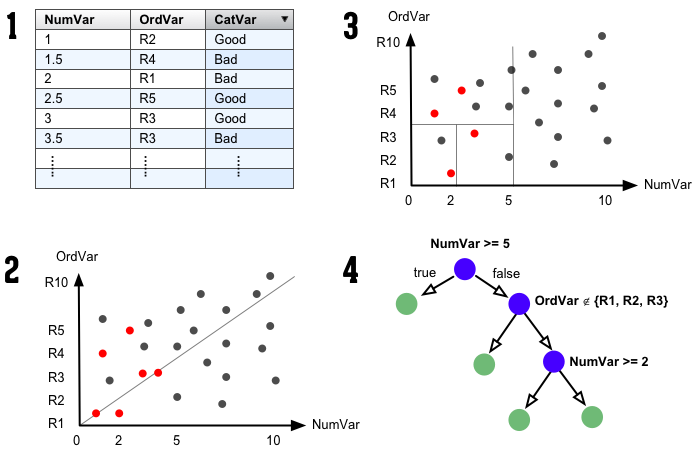 1
NumVar OrdVar CatVar
1 R2 Good
1.5 R4 Bad
2 R1 Bad
2.5 R5 Good
3 R3 Good
3.5 R3 Bad
2
OrdVar
R10
R5
R4
R3
R2
R1
0 2 5 10
NumVar
3
OrdVar
R10
R5
R4
R3
R2
R1
0 2 5 10
NumVar
4
NumVar >= 5
true false
OrdVar ∉ {R1, R2, R3}
NumVar >= 2